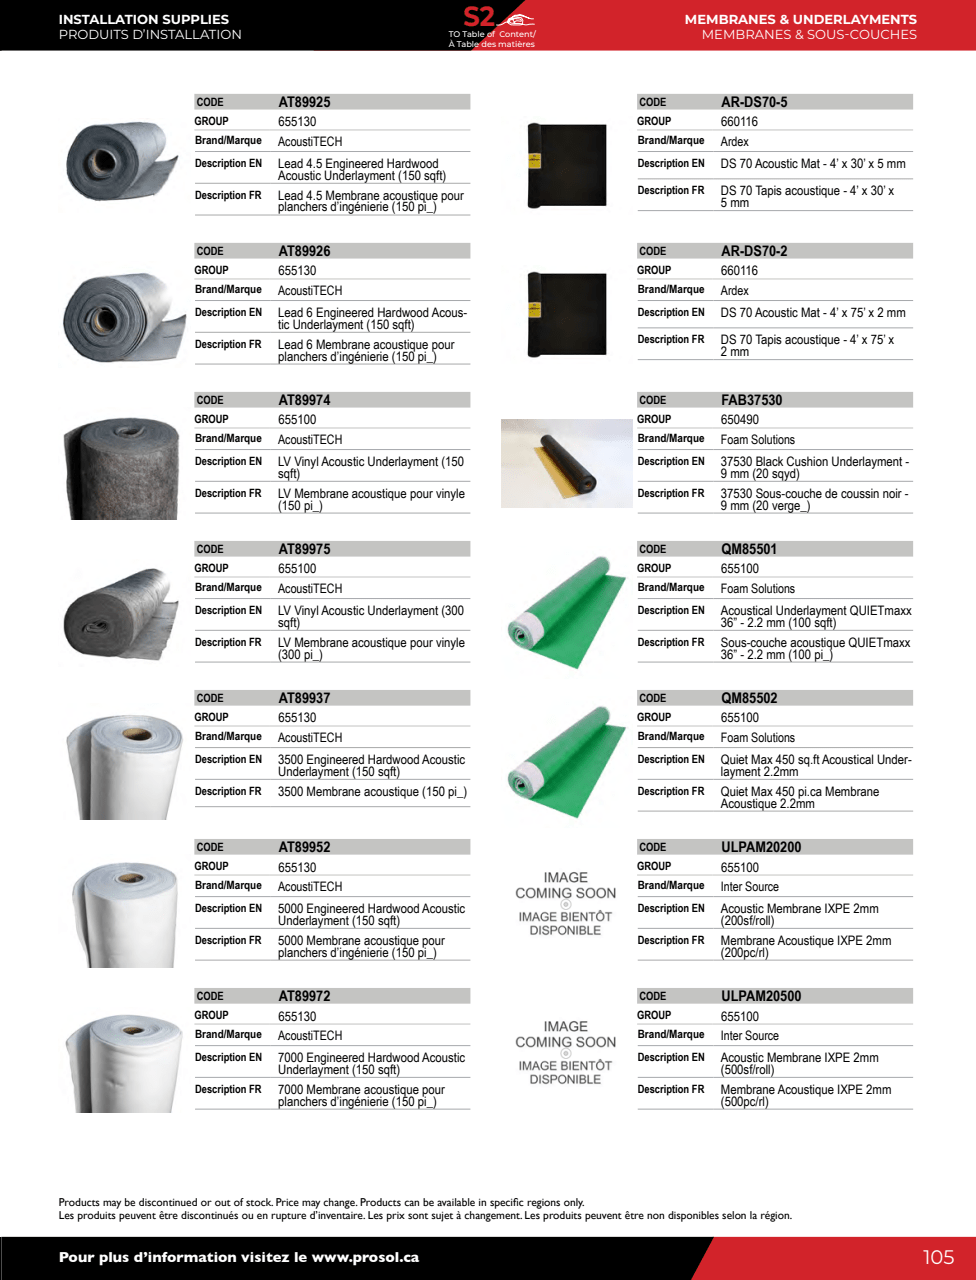 INSTALLATION SUPPLIES
PRODUITS D'INSTALLATION
S2
TO Table of Content/
À Table des matières
MEMBRANES & UNDERLAYMENTS
MEMBRANES & SOUS-COUCHES
CODE AT89925
GROUP 655130
Brand/Marque AcoustiTECH
Description EN Lead 4.5 Engineered Hardwood
Acoustic Underlayment (150 sqft)
Description FR Lead 4.5 Membrane acoustique pour
planchers d'ingénierie (150 pi_)
CODE AT89926
GROUP 655130
Brand/Marque AcoustiTECH
Description EN Lead 6 Engineered Hardwood Acous-
tic Underlayment (150 sqft)
Description FR Lead 6 Membrane acoustique pour
planchers d'ingénierie (150 pi_)
CODE AT89974
GROUP 655100
Brand/Marque AcoustiTECH
Description EN LV Vinyl Acoustic Underlayment (150
sqft)
Description FR LV Membrane acoustique pour vinyle
(150 pi_)
CODE AT89975
GROUP 655100
Brand/Marque AcoustiTECH
Description EN LV Vinyl Acoustic Underlayment (300
sqft)
Description FR LV Membrane acoustique pour vinyle
(300 pi_)
CODE AT89937
GROUP 655130
Brand/Marque AcoustiTECH
Description EN 3500 Engineered Hardwood Acoustic
Underlayment (150 sqft)
Description FR 3500 Membrane acoustique (150 pi_)
CODE AT89952
GROUP 655130
Brand/Marque AcoustiTECH
Description EN 5000 Engineered Hardwood Acoustic
Underlayment (150 sqft)
Description FR 5000 Membrane acoustique pour
planchers d'ingénierie (150 pi_)
CODE AT89972
GROUP 655130
Brand/Marque AcoustiTECH
Description EN 7000 Engineered Hardwood Acoustic
Underlayment (150 sqft)
Description FR 7000 Membrane acoustique pour
planchers d'ingénierie (150 pi_)
CODE AR-DS70-5
GROUP 660116
Brand/Marque Ardex
Description EN DS 70 Acoustic Mat - 4' x 30' x 5 mm
Description FR DS 70 Tapis acoustique - 4' x 30' x
5 mm
CODE AR-DS70-2
GROUP 660116
Brand/Marque Ardex
Description EN DS 70 Acoustic Mat - 4' x 75' x 2 mm
Description FR DS 70 Tapis acoustique - 4' x 75' x
2 mm
CODE FAB37530
GROUP 650490
Brand/Marque Foam Solutions
Description EN 37530 Black Cushion Underlayment -
9 mm (20 sqyd)
Description FR 37530 Sous-couche de coussin noir -
9 mm (20 verge_)
CODE QM85501
GROUP 655100
Brand/Marque Foam Solutions
Description EN Acoustical Underlayment QUIETmaxx
36" - 2.2 mm (100 sqft)
Description FR Sous-couche acoustique QUIETmaxx
36" - 2.2 mm (100 pi_)
CODE QM85502
GROUP 655100
Brand/Marque Foam Solutions
Description EN Quiet Max 450 sq.ft Acoustical Under-
layment 2.2mm
Description FR Quiet Max 450 pi.ca Membrane
Acoustique 2.2mm
IMAGE
COMING SOON
IMAGE BIENTÔT
DISPONIBLE
CODE ULPAM20200
GROUP 655100
Brand/Marque Inter Source
Description EN Acoustic Membrane IXPE 2mm
(200sf/roll)
Description FR Membrane Acoustique IXPE 2mm
(200pc/rl)
IMAGE
COMING SOON
IMAGE BIENTÔT
DISPONIBLE
CODE ULPAM20500
GROUP 655100
Brand/Marque Inter Source
Description EN Acoustic Membrane IXPE 2mm
(500sf/roll)
Description FR Membrane Acoustique IXPE 2mm
(500pc/rl)
Products may be discontinued or out of stock. Price may change. Products can be available in specific regions only.
Les produits peuvent être discontinués ou en rupture d'inventaire. Les prix sont sujet à changement. Les produits peuvent être non disponibles selon la région.
Pour plus d'information visitez le www.prosol.ca
105